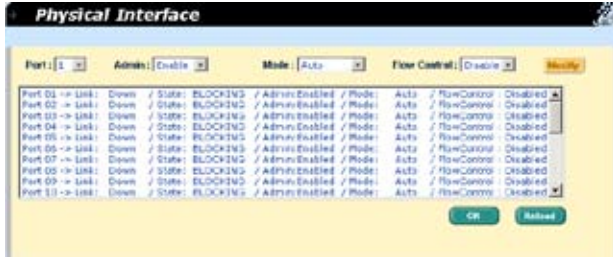 Physical Interface
Port: 1 Admin: Enable Mode: Auto Flow Control: Disable Modify
Port 01 -> Link: Down / State: BLOCKING / Admin:Enabled / Mode: Auto / FlowControl : Disabled
Port 02 -> Link: Down / State: BLOCKING / Admin:Enabled / Mode: Auto / FlowControl : Disabled
Port 03 -> Link: Down / State: BLOCKING / Admin:Enabled / Mode: Auto / FlowControl : Disabled
Port 04 -> Link: Down / State: BLOCKING / Admin:Enabled / Mode: Auto / FlowControl : Disabled
Port 05 -> Link: Down / State: BLOCKING / Admin:Enabled / Mode: Auto / FlowControl : Disabled
Port 06 -> Link: Down / State: BLOCKING / Admin:Enabled / Mode: Auto / FlowControl : Disabled
Port 07 -> Link: Down / State: BLOCKING / Admin:Enabled / Mode: Auto / FlowControl : Disabled
Port 08 -> Link: Down / State: BLOCKING / Admin:Enabled / Mode: Auto / FlowControl : Disabled
Port 09 -> Link: Down / State: BLOCKING / Admin:Enabled / Mode: Auto / FlowControl : Disabled
Port 10 -> Link: Down / State: BLOCKING / Admin:Enabled / Mode: Auto / FlowControl : Disabled
OK Reload